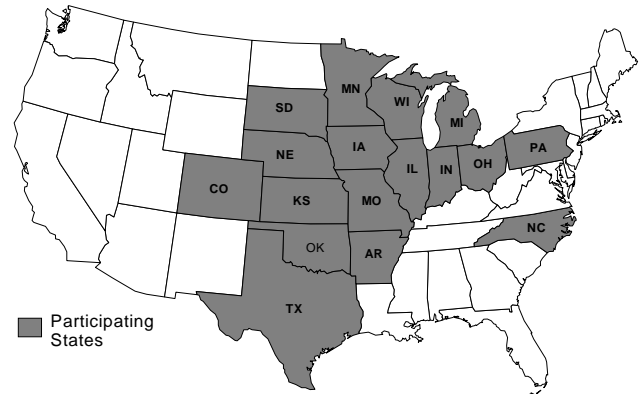 MN
WI
SD
MI
IA
PA
NE
OH
IL
IN
CO
KS
MO
NC
OK
AR
TX
Participating
States